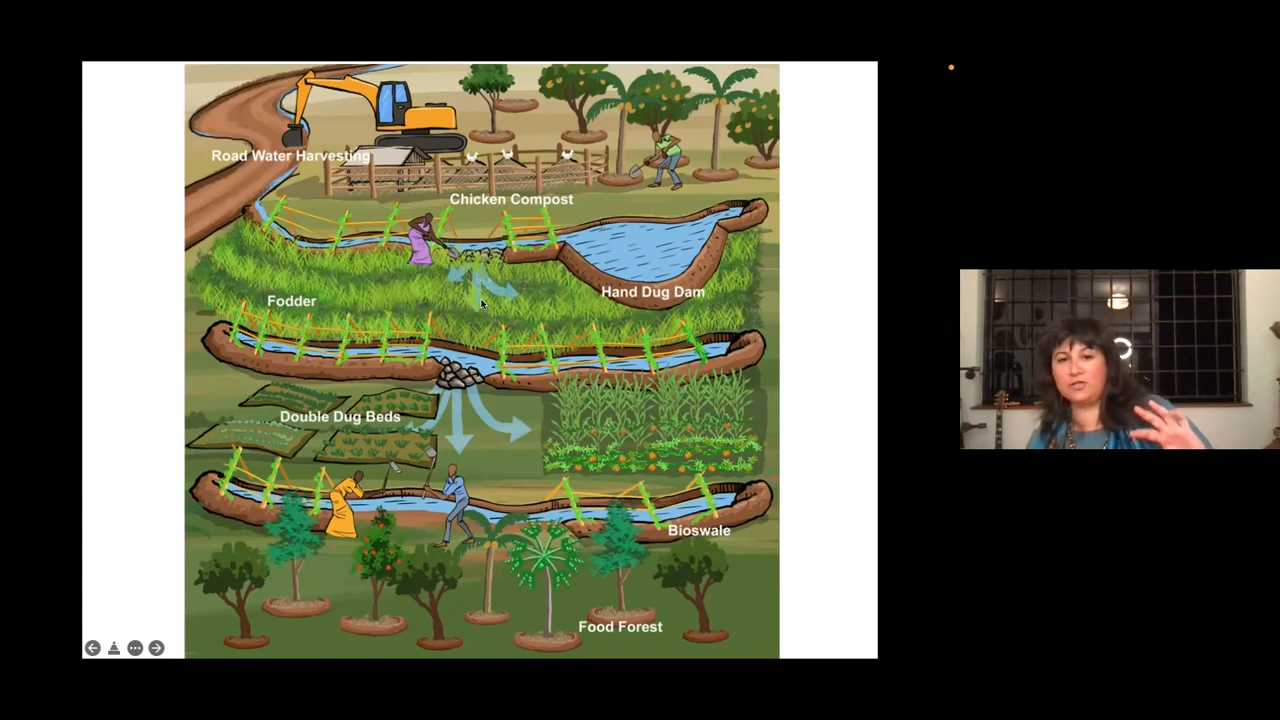 Road Water Harvesting
Chicken Compost
Hand Dug Dam
Fodder
Double Dug Beds
Bioswale
Food Forest